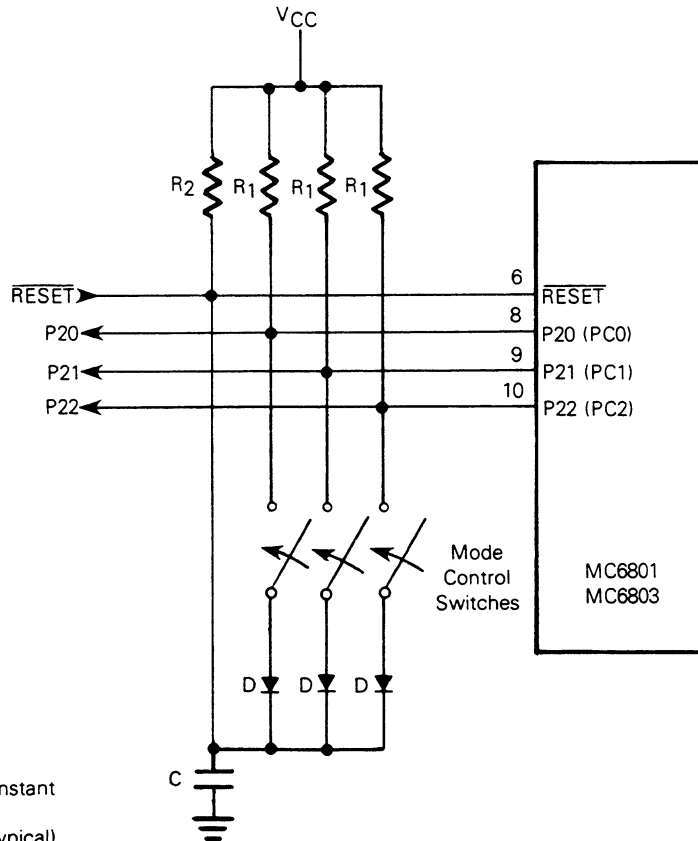 VCC
R2 R1 R1 R1
RESET 6 RESET
P20 8 P20 (PC0)
P21 9 P21 (PC1)
P22 10 P22 (PC2)
Mode
Control
Switches
MC6801
MC6803
D D D
C